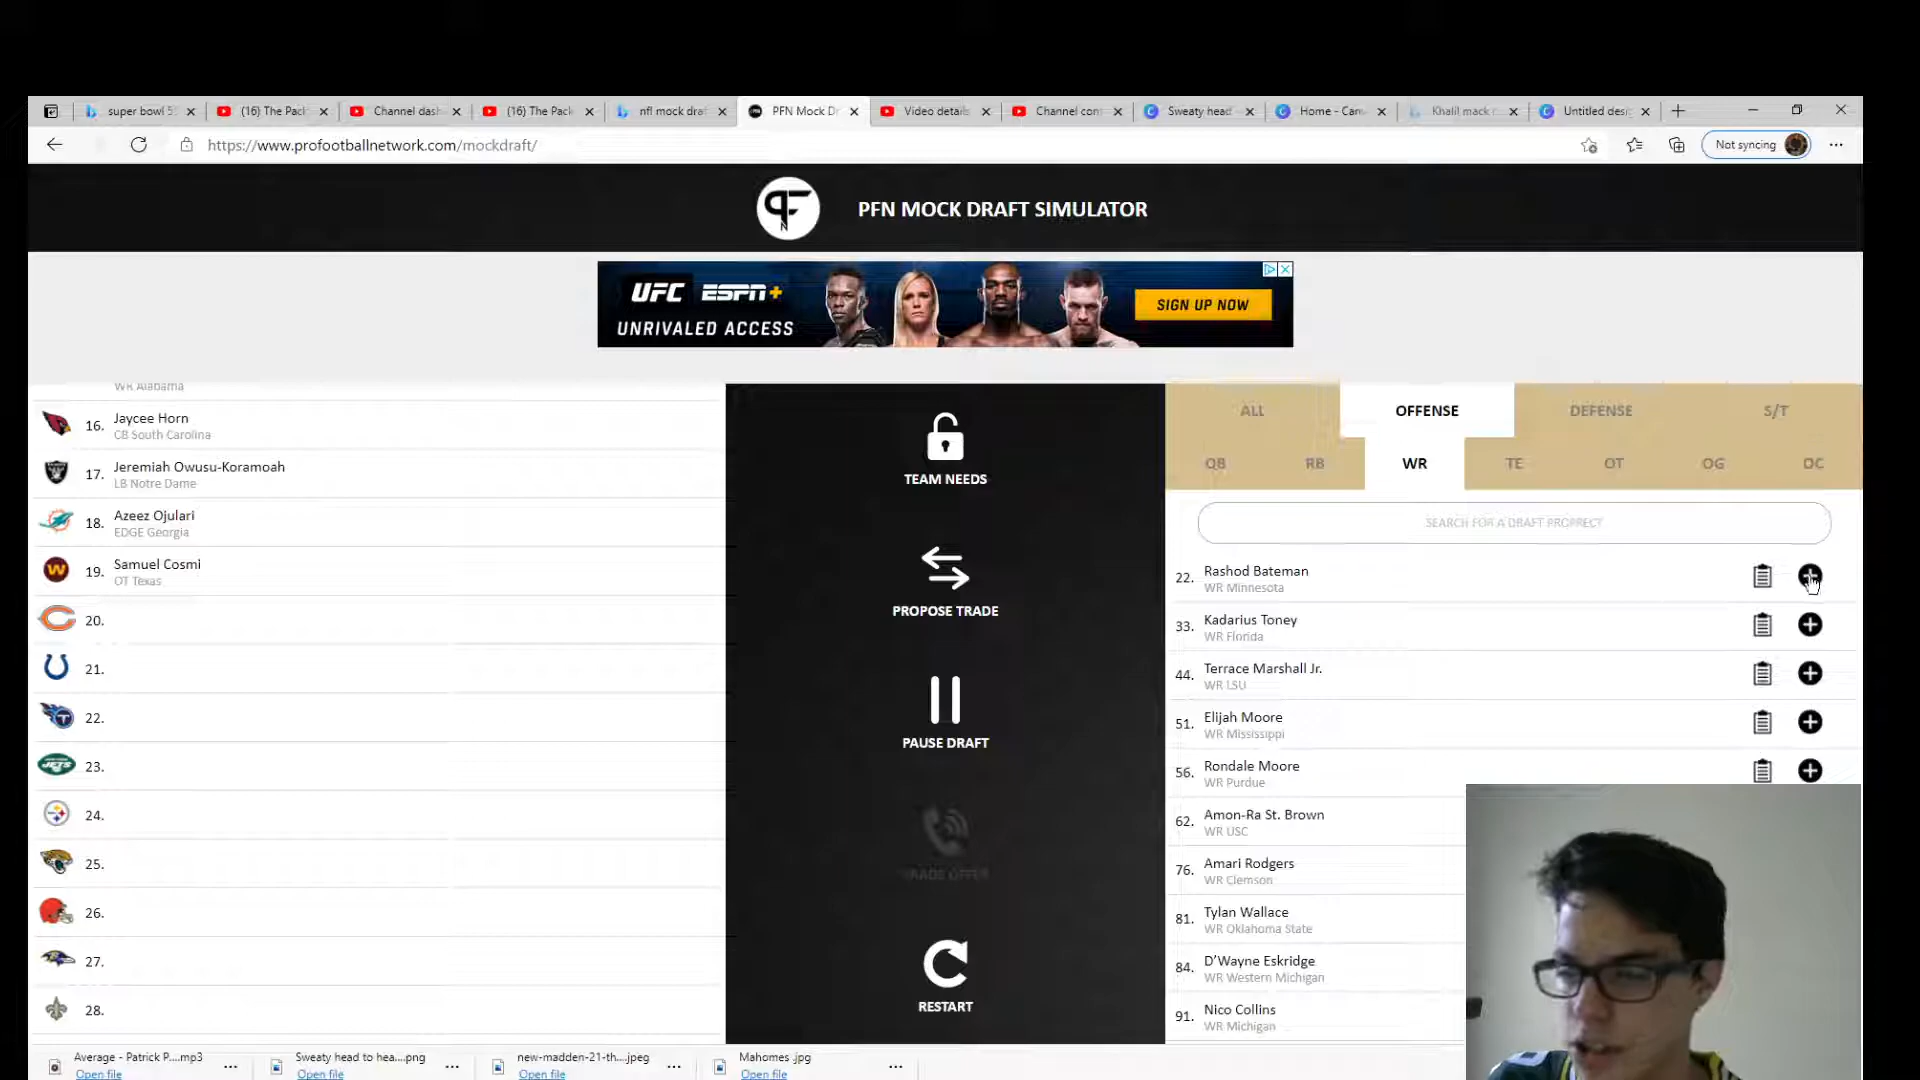 super bowl 5
(16) The Pac
Channel dash
(16) The Pack
nfl mock dra
PFN Mock Dr
Video details
Channel con
Sweaty head
Home - Can
Khalil mack
Untitled desi
https://www.profootballnetwork.com/mockdraft/
Not syncing
PFN MOCK DRAFT SIMULATOR
UFC ESPN+
UNRIVALED ACCESS
SIGN UP NOW
WR Alabama
16. Jaycee Horn
CB South Carolina
17. Jeremiah Owusu-Koramoah
LB Notre Dame
18. Azeez Ojulari
EDGE Georgia
19. Samuel Cosmi
OT Texas
20.
21.
22.
23.
24.
25.
26.
27.
28.
TEAM NEEDS
PROPOSE TRADE
PAUSE DRAFT
TRADE OFFER
RESTART
ALL OFFENSE DEFENSE S/T
QB RB WR TE OT OG OC
SEARCH FOR A DRAFT PROPRECT
22. Rashod Bateman
WR Minnesota
33. Kadarius Toney
WR Florida
44. Terrace Marshall Jr.
WR LSU
51. Elijah Moore
WR Mississippi
56. Rondale Moore
WR Purdue
62. Amon-Ra St. Brown
WR USC
76. Amari Rodgers
WR Clemson
81. Tylan Wallace
WR Oklahoma State
84. D'Wayne Eskridge
WR Western Michigan
91. Nico Collins
WR Michigan
Average - Patrick P....mp3
Open file
Sweaty head to hea....png
Open file
new-madden-21-th....jpeg
Open file
Mahomes .jpg
Open file